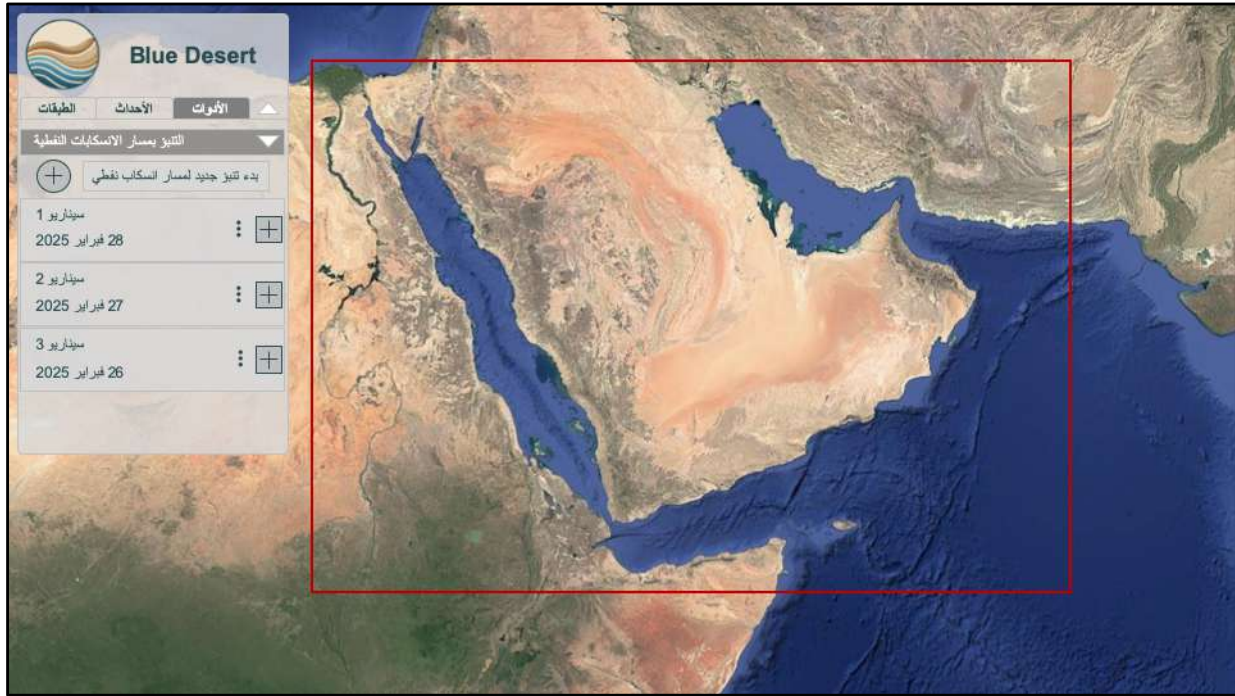 Blue Desert
الأدوات الأحداث الطبقات
التنبؤ بمسار الانسكابات النفطية
بدء تنبؤ جديد لمسار انسكاب نفطي
سيناريو 1
28 فبراير 2025
سيناريو 2
27 فبراير 2025
سيناريو 3
26 فبراير 2025